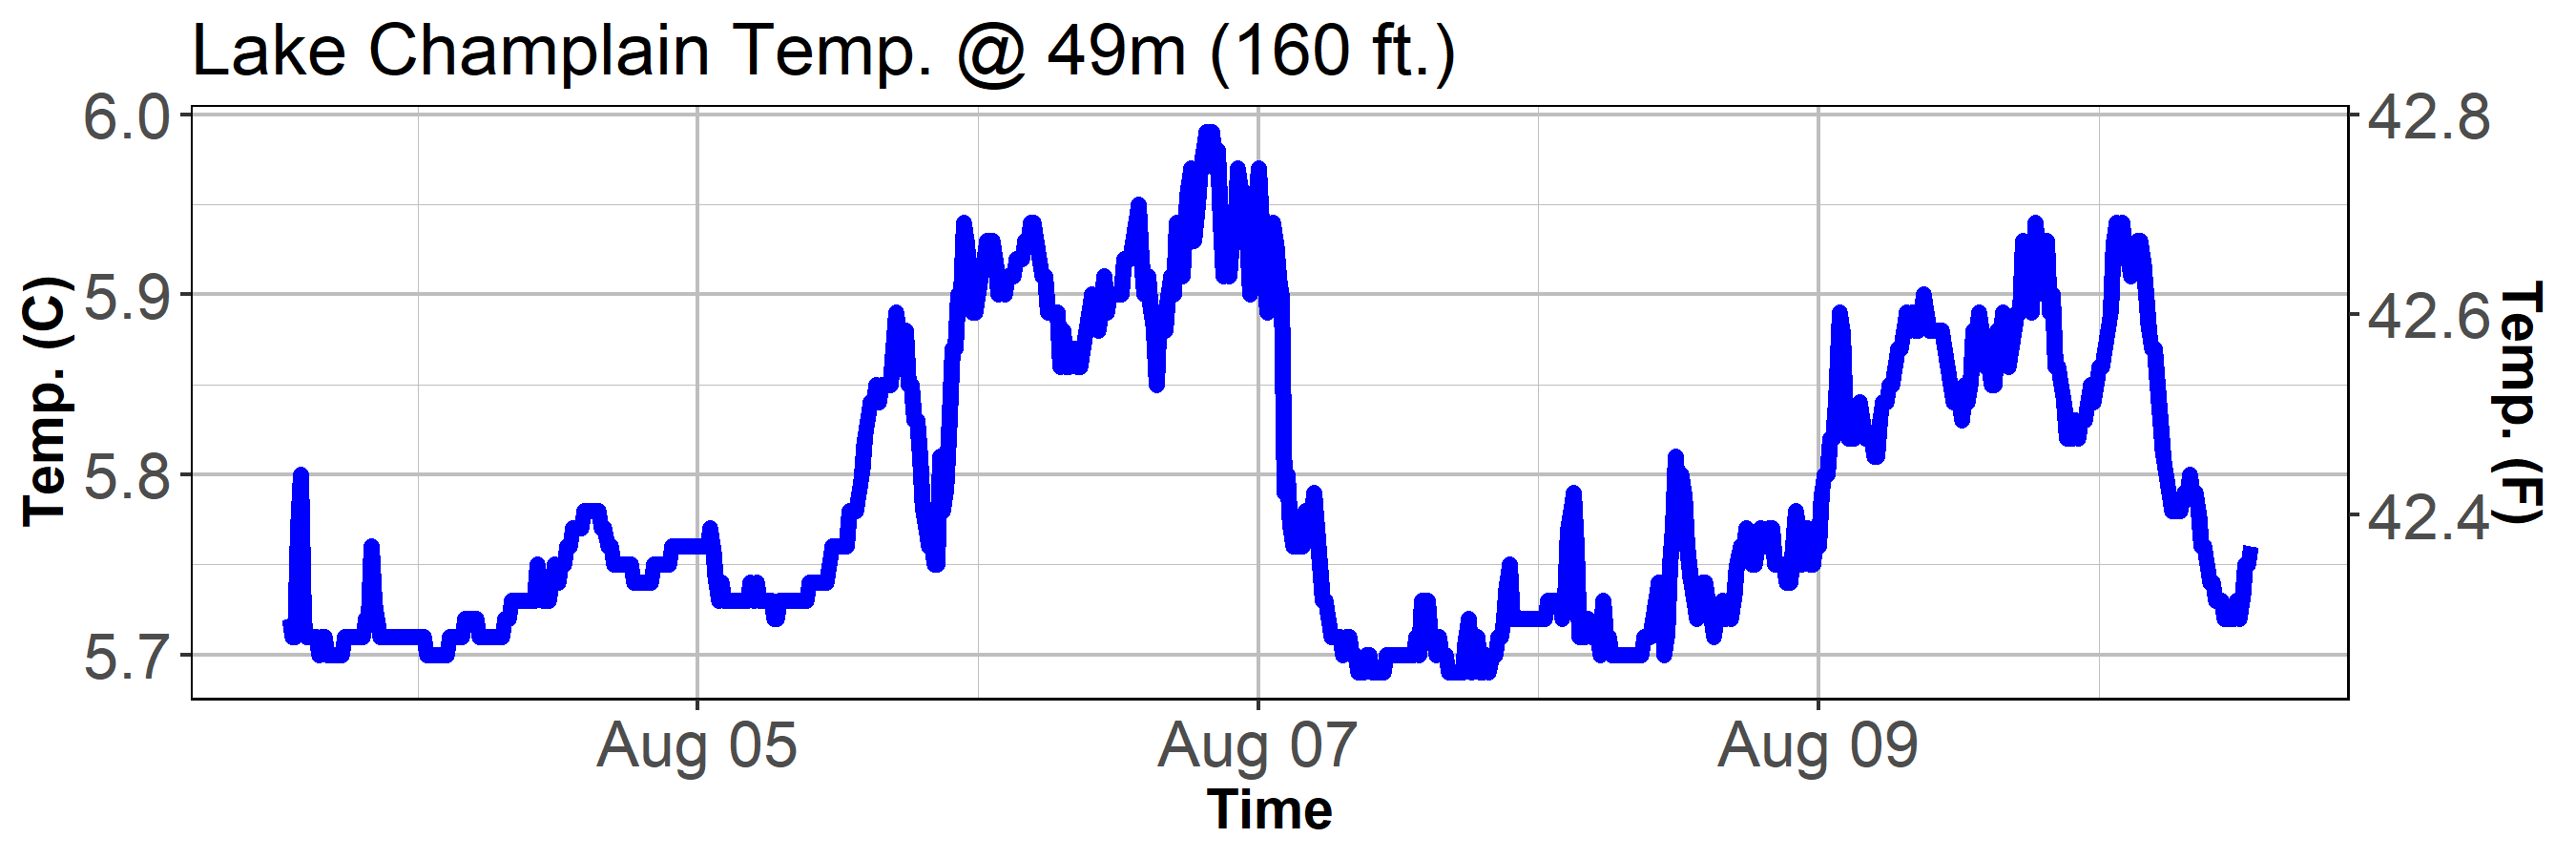 Lake Champlain Temp. @ 49m (160 ft.)
6.0
5.9
5.8
5.7
Temp. (C)
42.8
42.6
42.4
Temp. (F)
Aug 05 Aug 07 Aug 09
Time